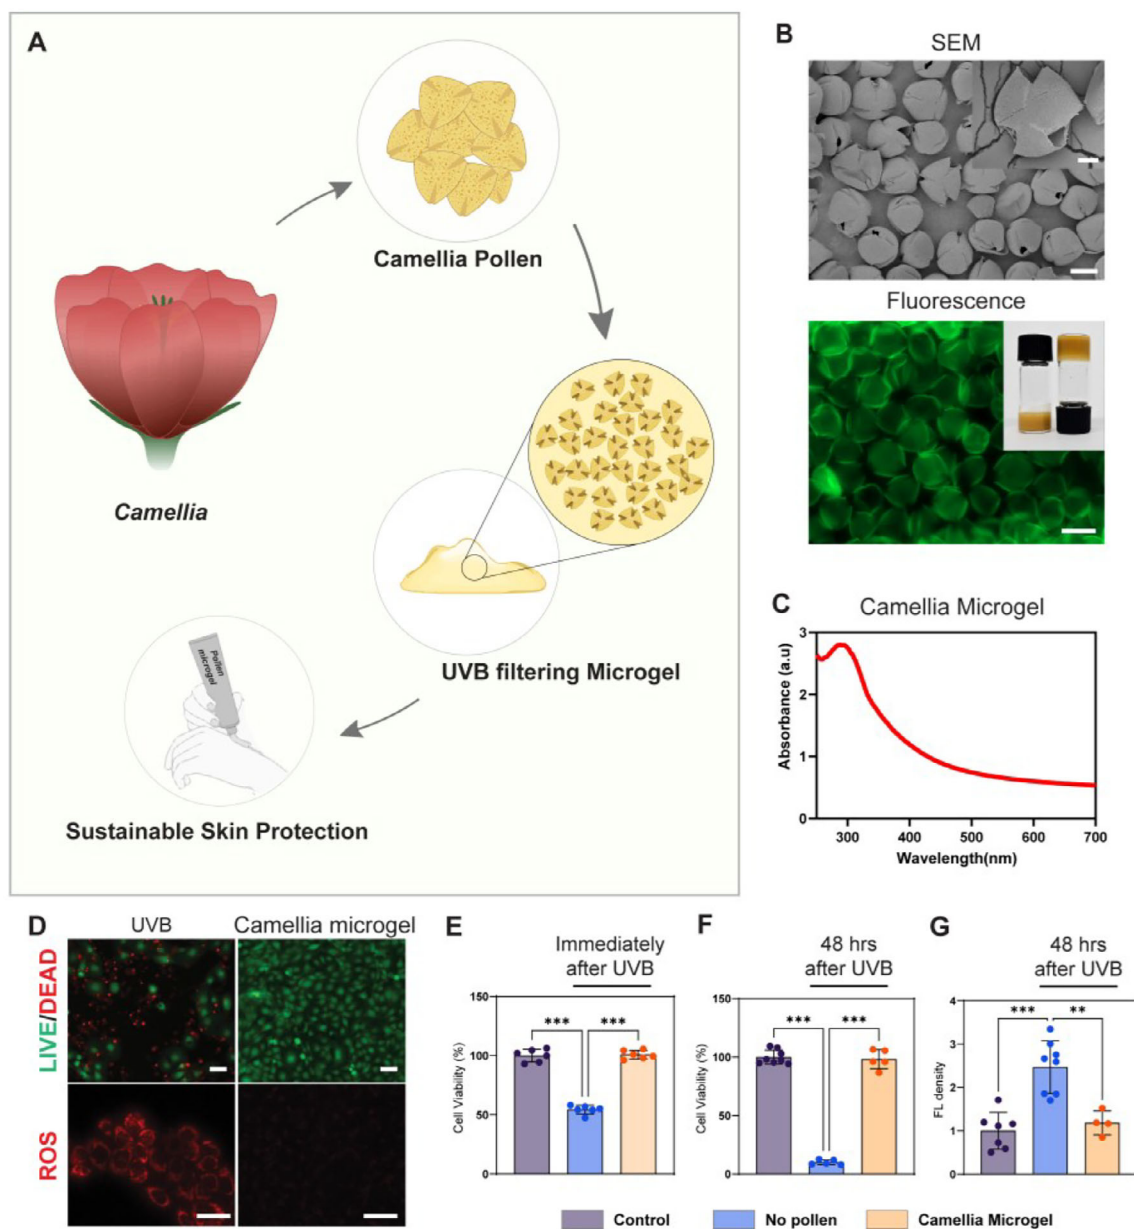 A
Camellia Pollen
Camellia
UVB filtering Microgel
Pollen
microgel
Sustainable Skin Protection
B
SEM
Fluorescence
C
Camellia Microgel
3
2
1
0
Absorbance (a.u)
300
400
500
600
700
Wavelength(nm)
D
UVB
Camellia microgel
LIVE/DEAD
ROS
E
Immediately
after UVB
150
100
50
0
Cell Viability (%)
***
***
F
48 hrs
after UVB
150
100
50
0
Cell Viability (%)
***
***
G
48 hrs
after UVB
4
3
2
1
0
FL density
***
**
Control
No pollen
Camellia Microgel